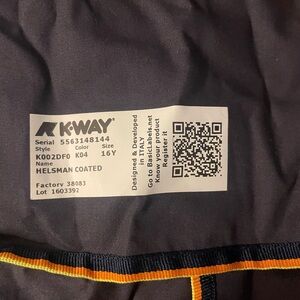 K-WAY
Serial 5563148144
Style Color Size
K002DF0 K04 16Y
Name
HELSMAN COATED
Factory 38083
Lot 1603392
Designed & Developed
in ITALY
Go to BasicLabels.net
Know your product
Register it